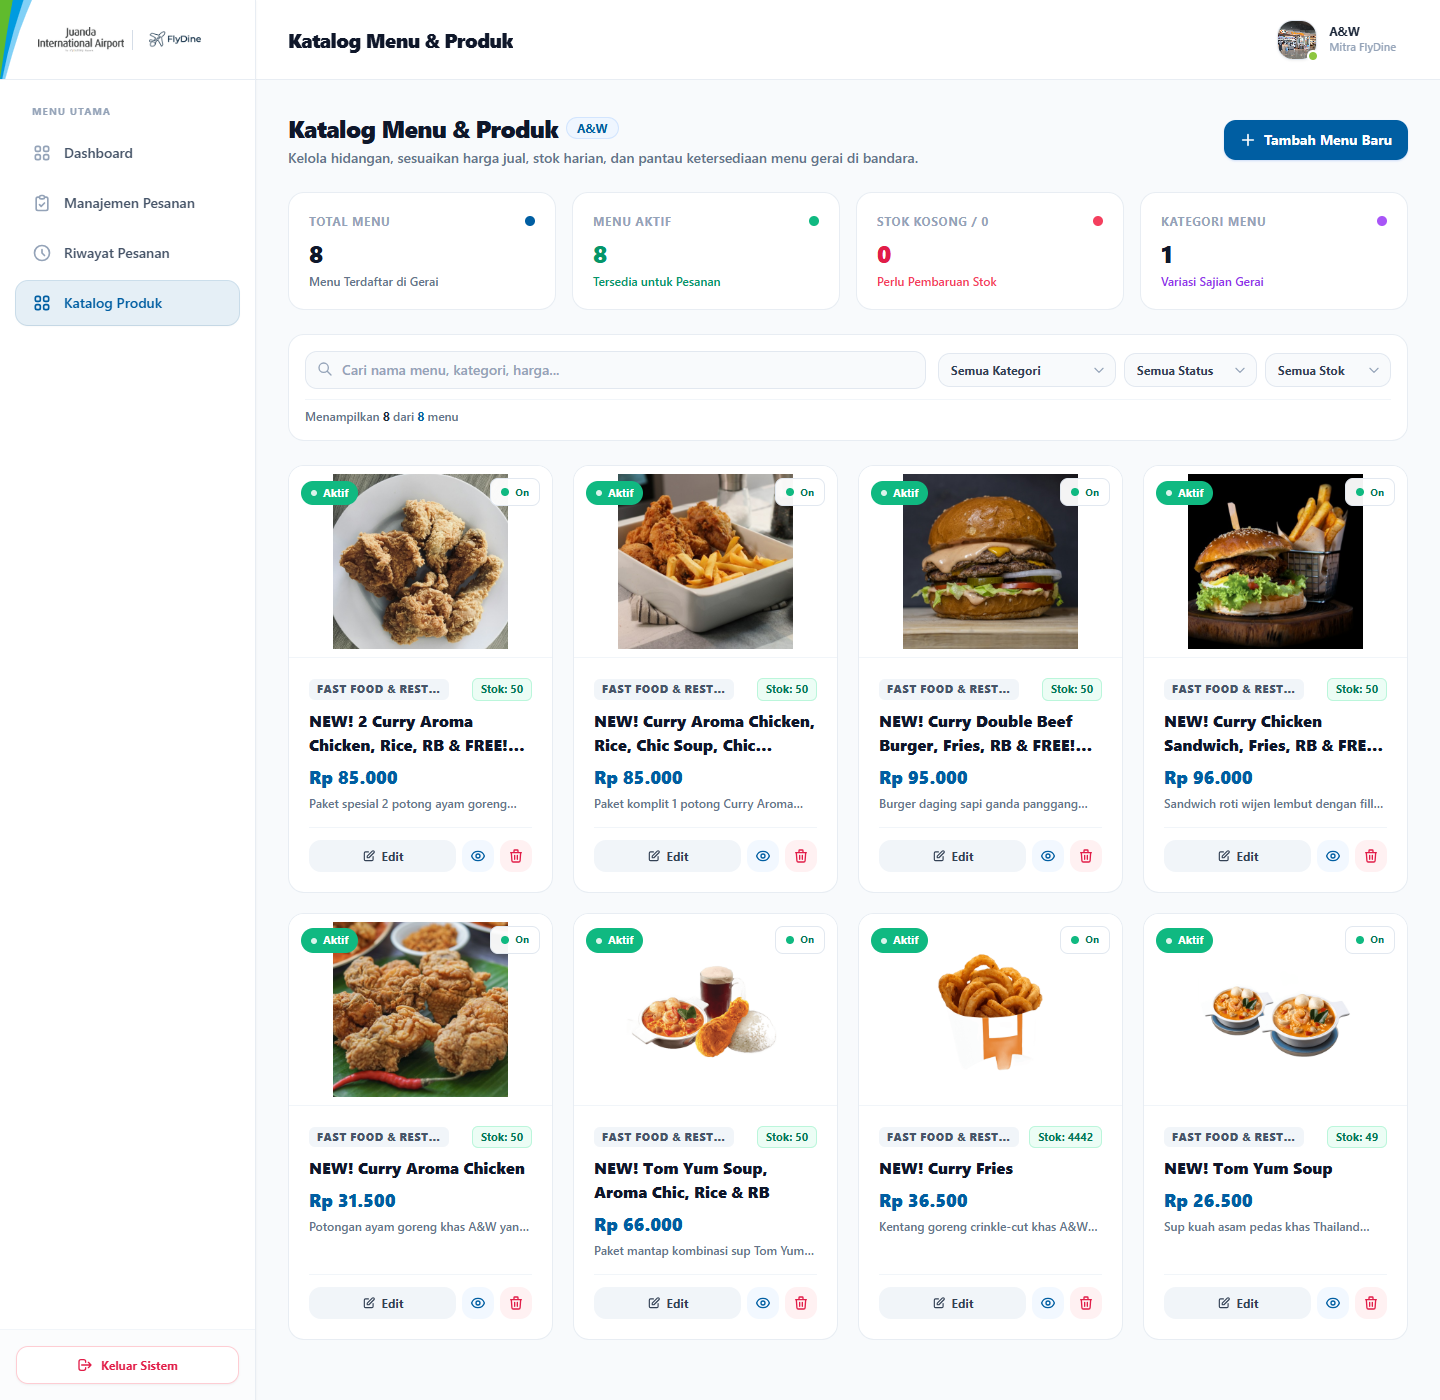 Juanda
International Airport
FlyDine
Katalog Menu & Produk
A&W
Mitra FlyDine
MENU UTAMA
Dashboard
Manajemen Pesanan
Riwayat Pesanan
Katalog Produk
Keluar Sistem
Katalog Menu & Produk A&W
Kelola hidangan, sesuaikan harga jual, stok harian, dan pantau ketersediaan menu gerai di bandara.
Tambah Menu Baru
TOTAL MENU
8
Menu Terdaftar di Gerai
MENU AKTIF
8
Tersedia untuk Pesanan
STOK KOSONG / 0
0
Perlu Pembaruan Stok
KATEGORI MENU
1
Variasi Sajian Gerai
Cari nama menu, kategori, harga...
Semua Kategori
Semua Status
Semua Stok
Menampilkan 8 dari 8 menu
Aktif
On
FAST FOOD & REST...
Stok: 50
NEW! 2 Curry Aroma
Chicken, Rice, RB & FREE!...
Rp 85.000
Paket spesial 2 potong ayam goreng...
Edit
Aktif
On
FAST FOOD & REST...
Stok: 50
NEW! Curry Aroma Chicken,
Rice, Chic Soup, Chic...
Rp 85.000
Paket komplit 1 potong Curry Aroma...
Edit
Aktif
On
FAST FOOD & REST...
Stok: 50
NEW! Curry Double Beef
Burger, Fries, RB & FREE!...
Rp 95.000
Burger daging sapi ganda panggang...
Edit
Aktif
On
FAST FOOD & REST...
Stok: 50
NEW! Curry Chicken
Sandwich, Fries, RB & FRE...
Rp 96.000
Sandwich roti wijen lembut dengan fill...
Edit
Aktif
On
FAST FOOD & REST...
Stok: 50
NEW! Curry Aroma Chicken
Rp 31.500
Potongan ayam goreng khas A&W yan...
Edit
Aktif
On
FAST FOOD & REST...
Stok: 50
NEW! Tom Yum Soup,
Aroma Chic, Rice & RB
Rp 66.000
Paket mantap kombinasi sup Tom Yum...
Edit
Aktif
On
FAST FOOD & REST...
Stok: 4442
NEW! Curry Fries
Rp 36.500
Kentang goreng crinkle-cut khas A&W...
Edit
Aktif
On
FAST FOOD & REST...
Stok: 49
NEW! Tom Yum Soup
Rp 26.500
Sup kuah asam pedas khas Thailand...
Edit